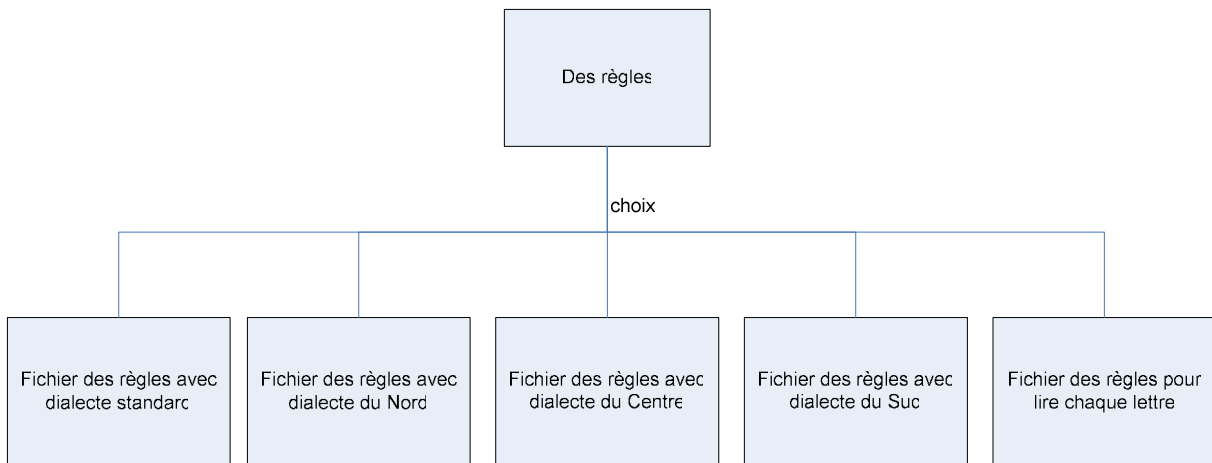 Des règles
choix
Fichier des règles avec
dialecte standard
Fichier des règles avec
dialecte du Nord
Fichier des règles avec
dialecte du Centre
Fichier des règles avec
dialecte du Sud
Fichier des règles pour
lire chaque lettre